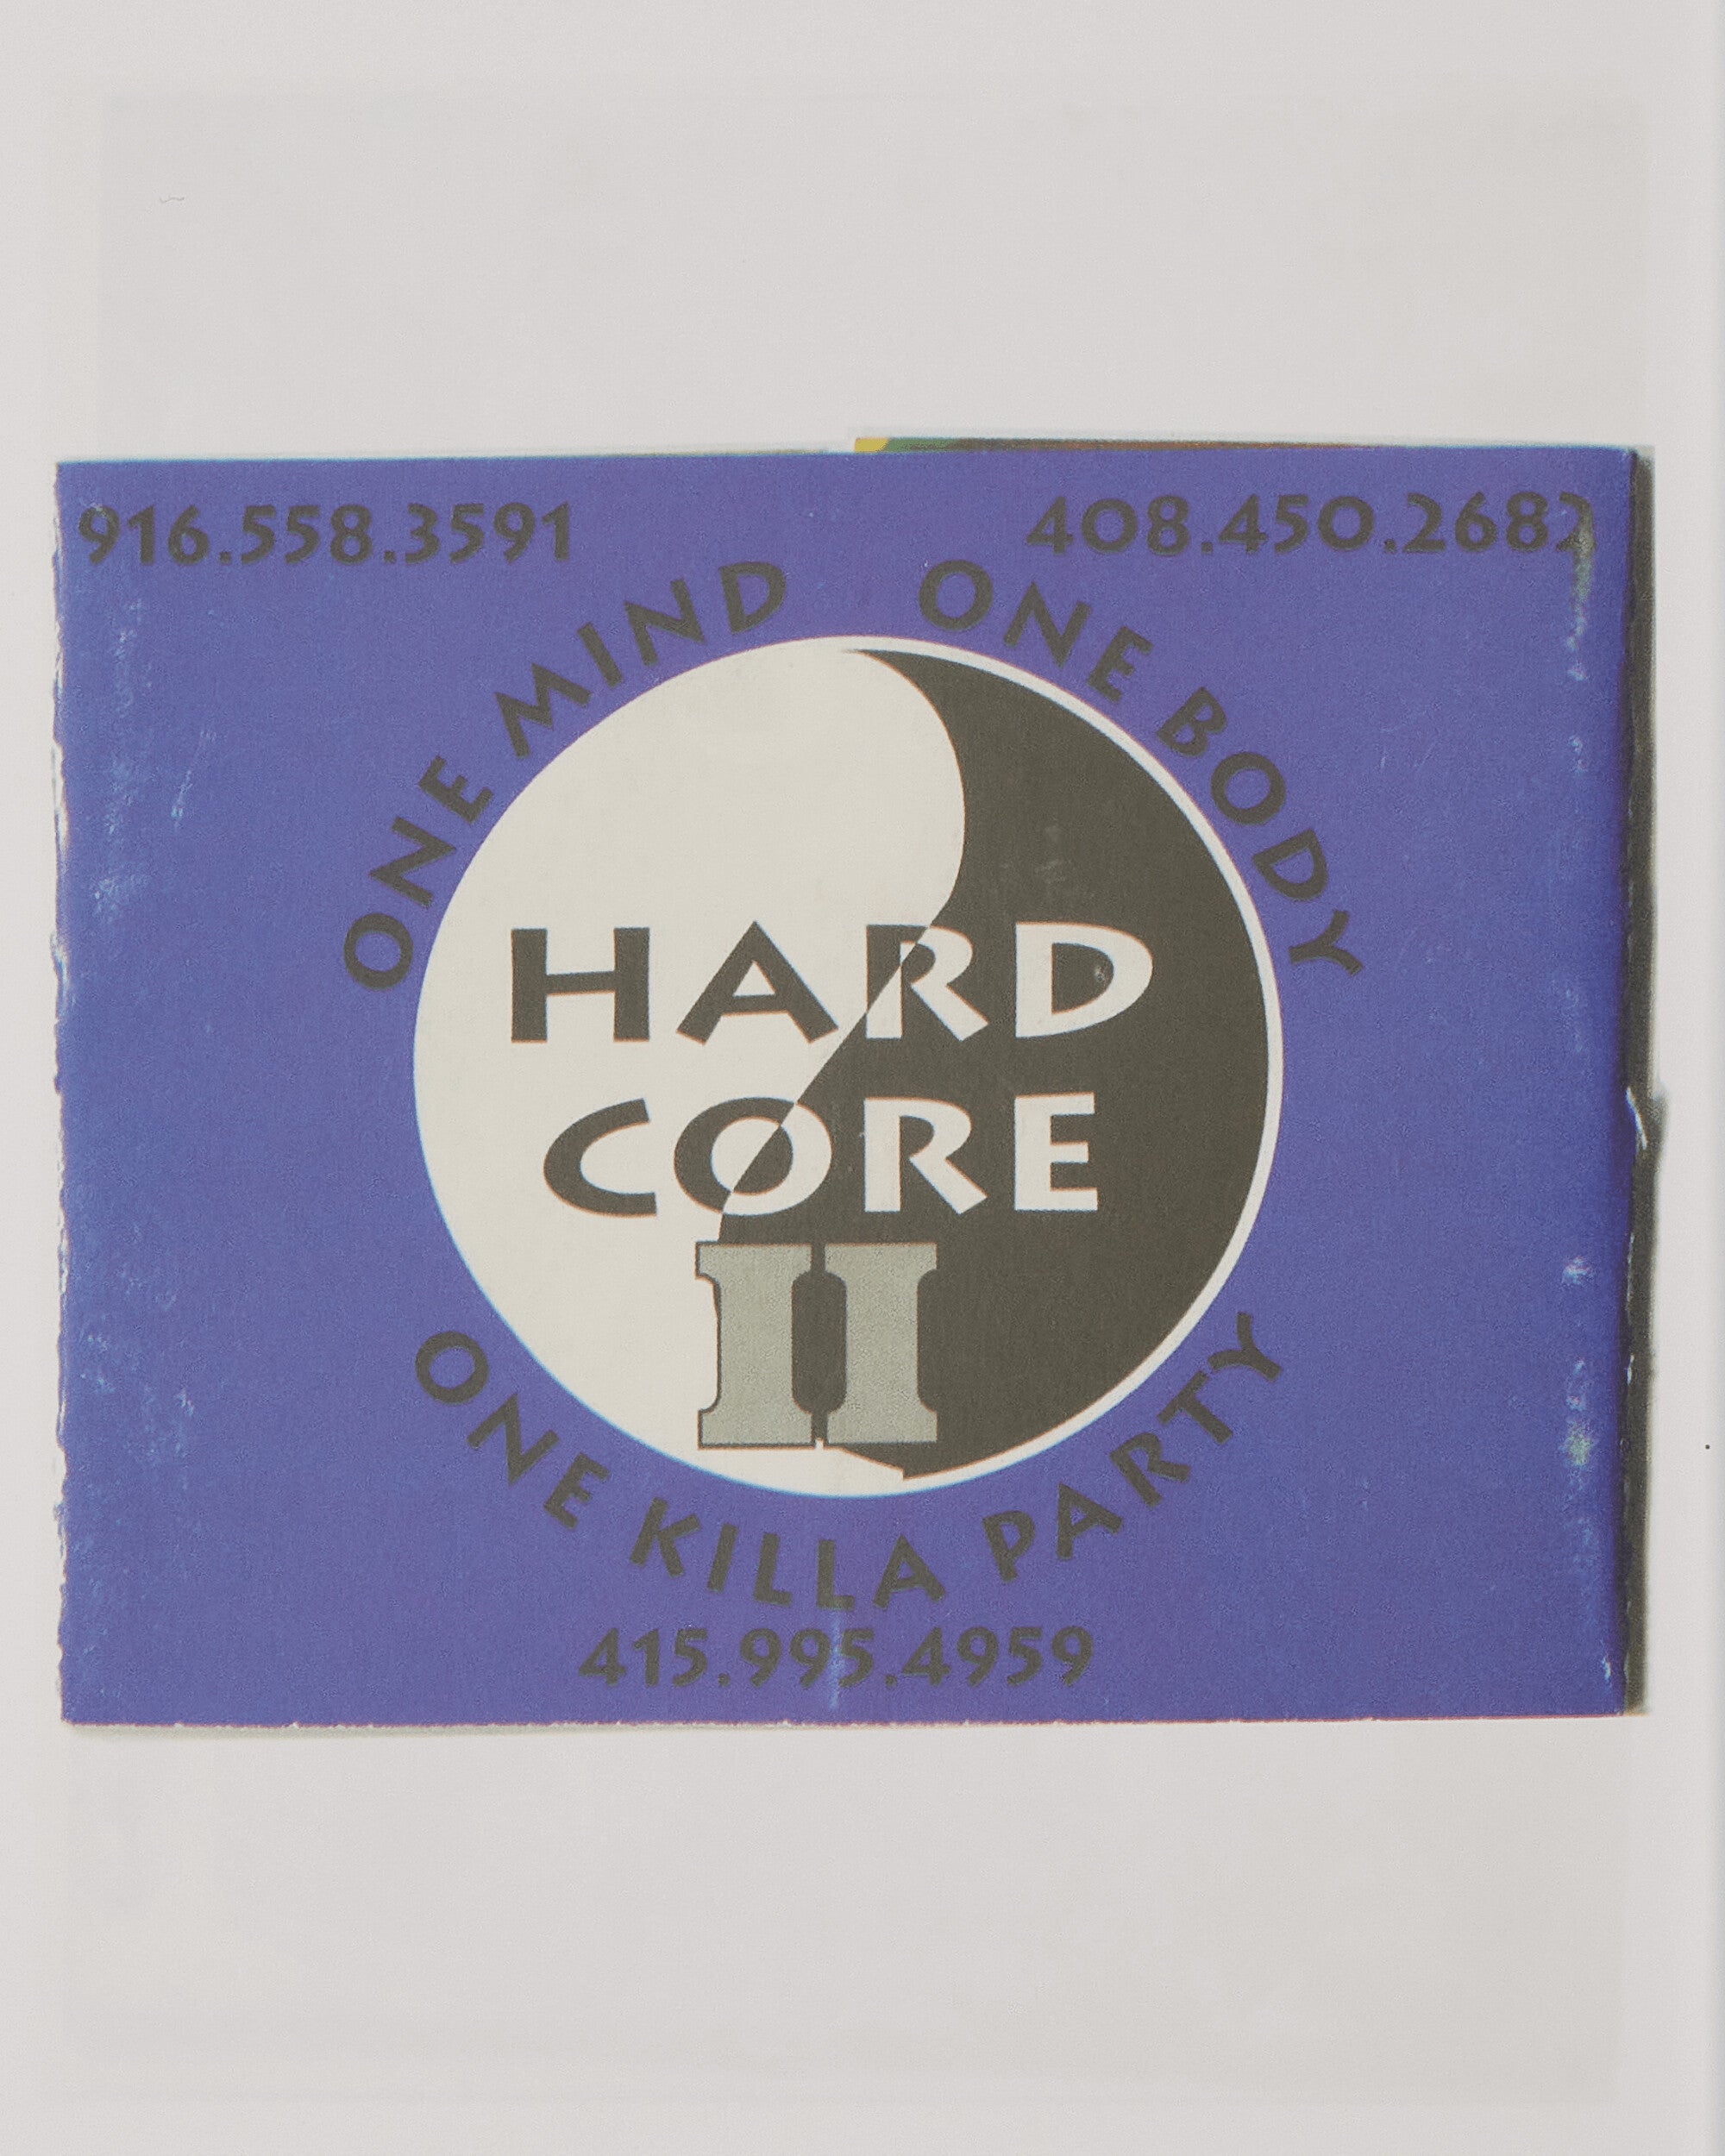 916.558.3591
408.450.2682
ONE MIND ONE BODY
HARD
CORE
II
ONE KILLA PARTY
415.995.4959